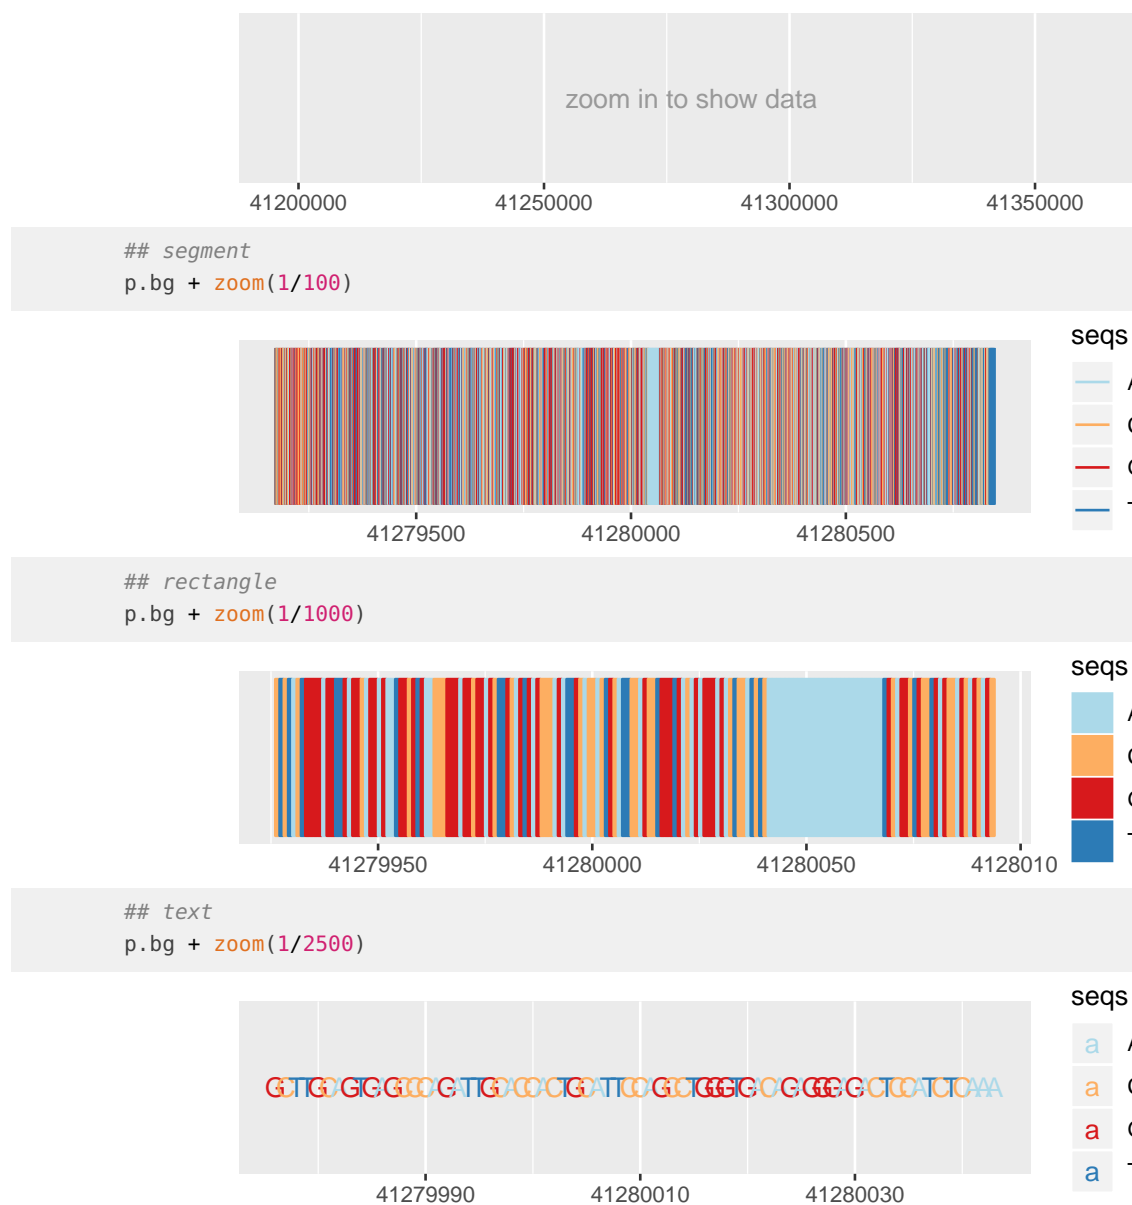 zoom in to show data
41200000 41250000 41300000 41350000
## segment
p.bg + zoom(1/100)
seqs
T
41279500 41280000 41280500
## rectangle
p.bg + zoom(1/1000)
seqs
41279950 41280000 41280050 4128010
## text
p.bg + zoom(1/2500)
seqs
a
a
a
a
41279990 41280010 41280030